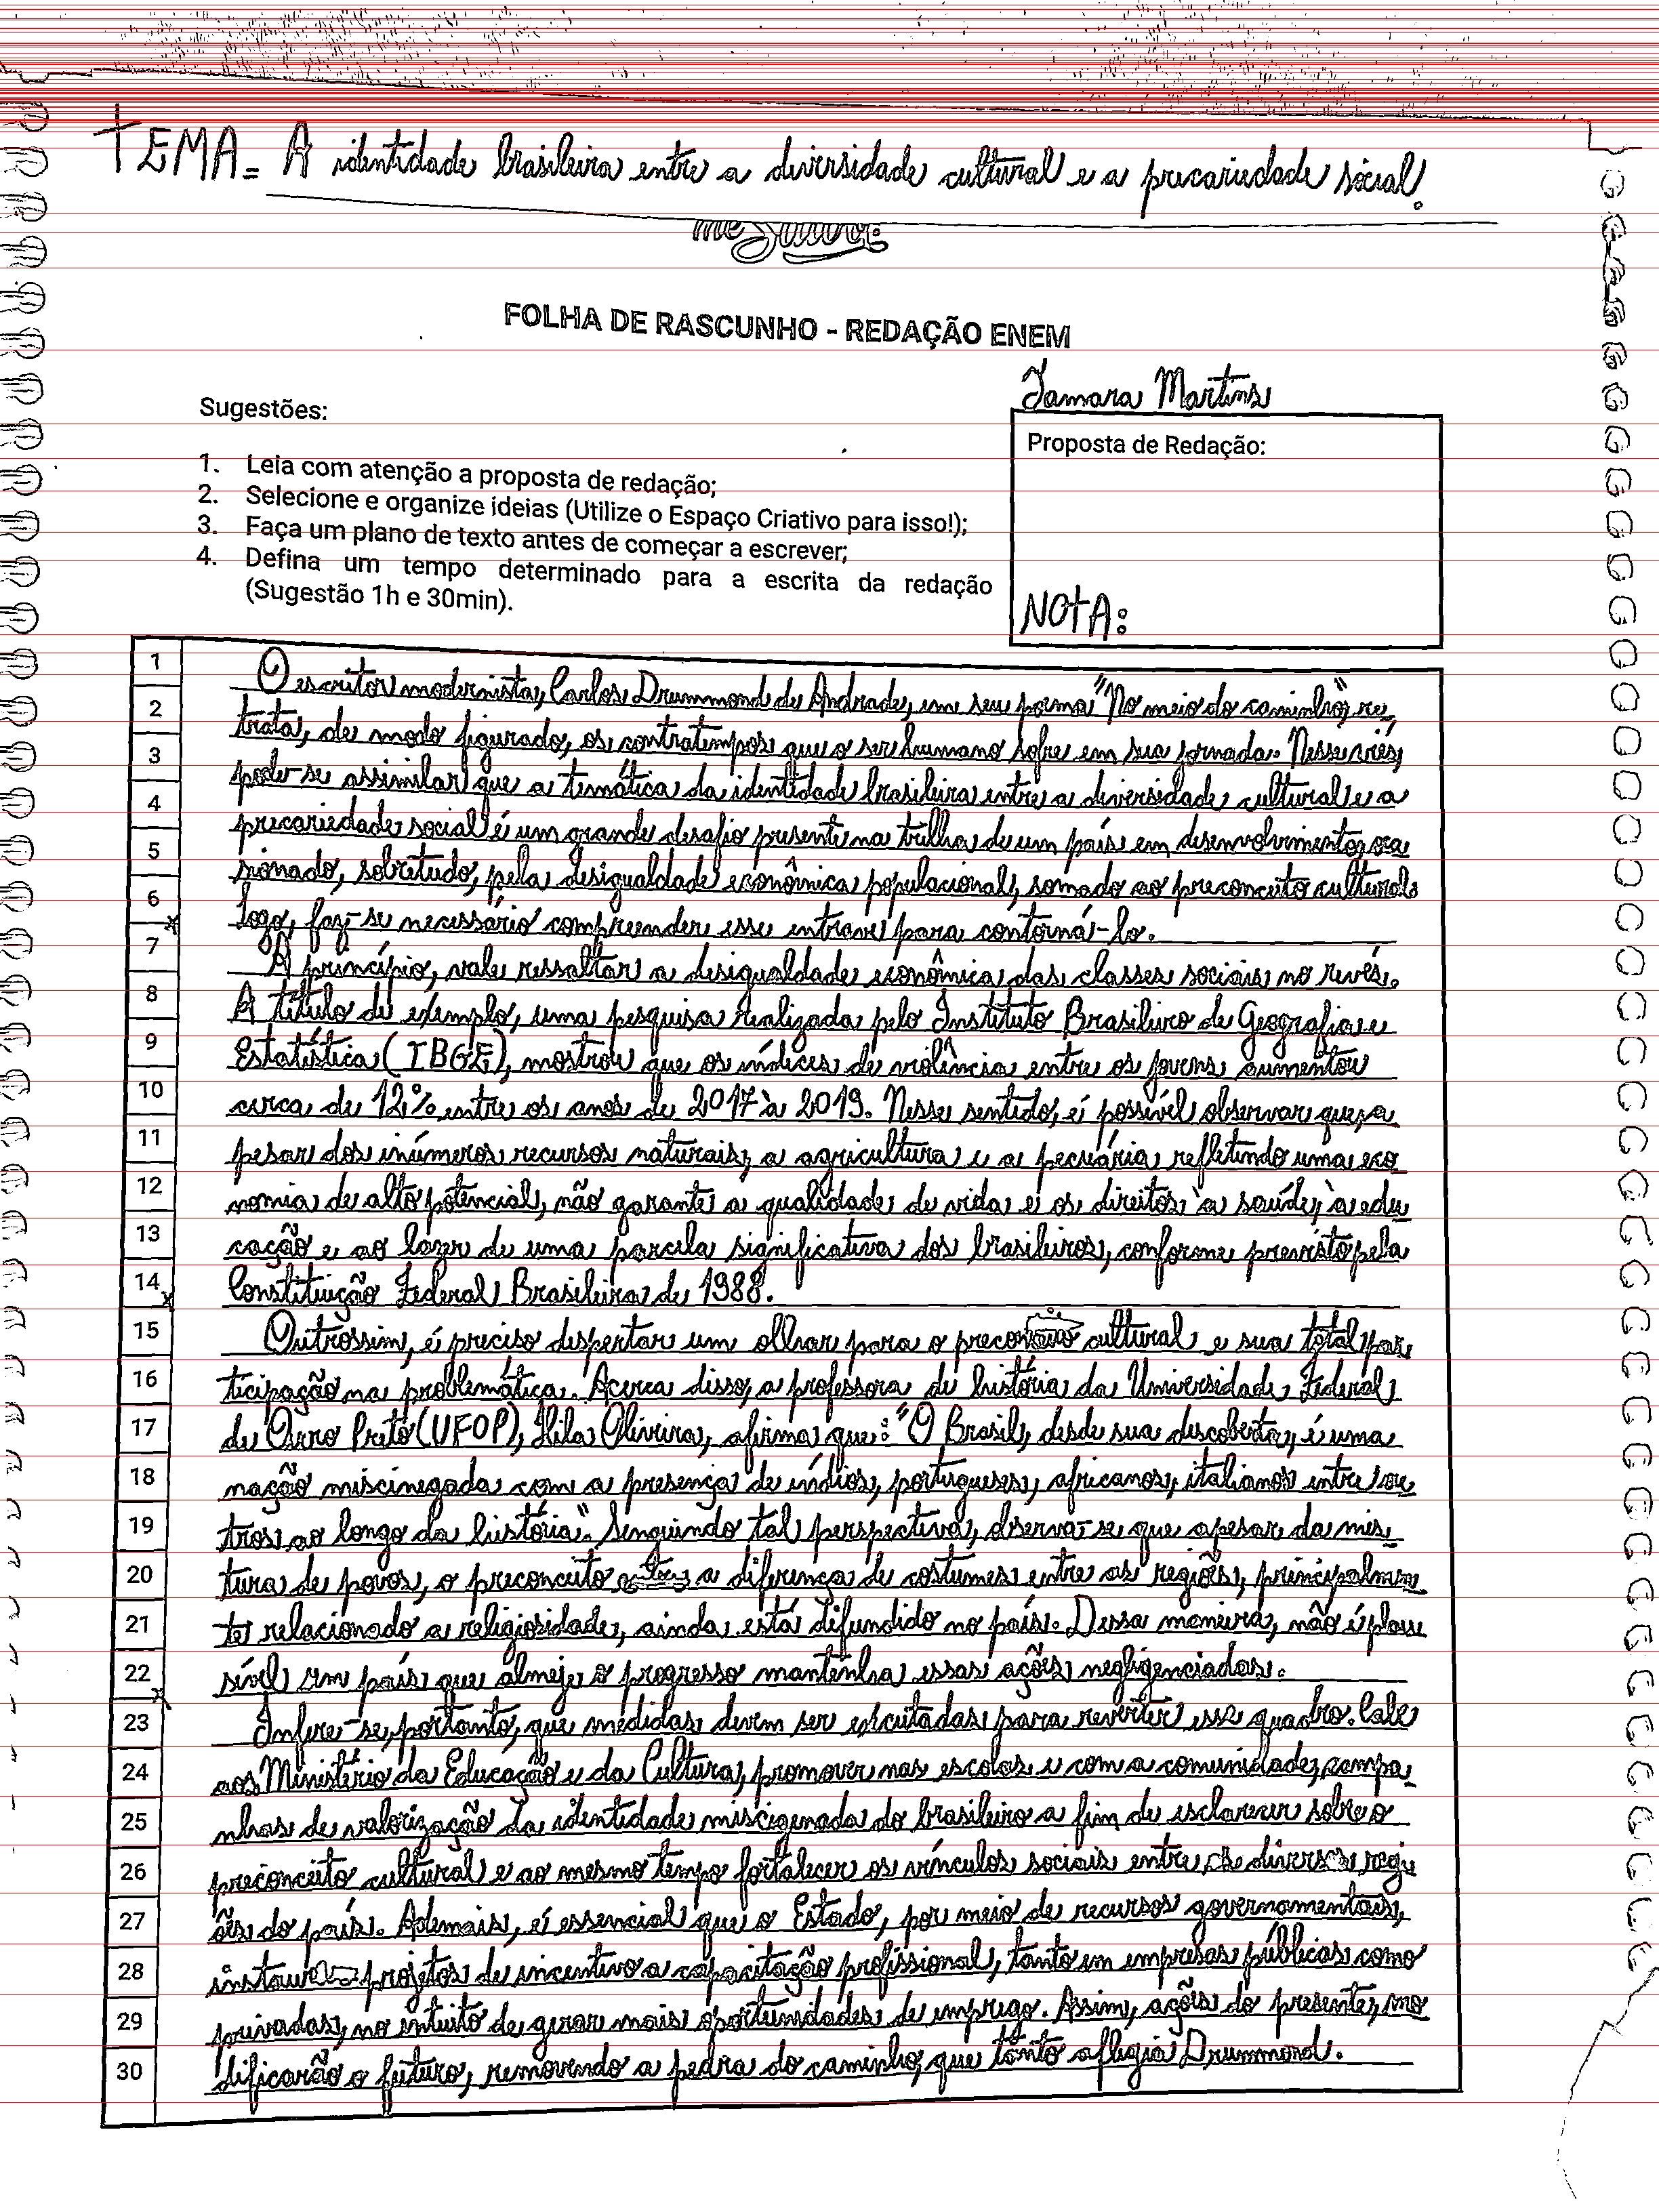 TEMA= A identidade brasileira entre a diversidade cultural e a precariedade social.
me salva!
FOLHA DE RASCUNHO - REDAÇÃO ENEM
Tamara Martins
Sugestões:
Proposta de Redação:
1. Leia com atenção a proposta de redação;
2. Selecione e organize ideias (Utilize o Espaço Criativo para isso!);
3. Faça um plano de texto antes de começar a escrever;
4. Defina um tempo determinado para a escrita da redação
(Sugestão 1h e 30min).
NOTA:
1 O escritor modernista, Carlos Drummond de Andrade, em seu poema "No meio do caminho", re
2 trata, de modo figurado, os contratempos que o ser humano sofre em sua jornada. Nesse viés,
3 pode-se assimilar que a temática da identidade brasileira entre a diversidade cultural e a
4 precariedade social é um grande desafio presente na trilha de um país em desenvolvimento, oca
5 sionado, sobretudo, pela desigualdade econômica populacional, somado ao preconceito cultural.
6 Logo, faz-se necessário compreender esse entrave para contorná-lo.
7 A princípio, vale ressaltar a desigualdade econômica das classes sociais no revés.
8 A título de exemplo, uma pesquisa realizada pelo Instituto Brasileiro de Geografia e
9 Estatística (IBGE), mostrou que os índices de violência entre os jovens aumentou
10 cerca de 12% entre os anos de 2017 à 2019. Nesse sentido, é possível observar que, a
11 pesar dos inúmeros recursos naturais, a agricultura e a pecuária refletindo uma eco
12 nomia de alto potencial, não garante a qualidade de vida e os direitos à saúde, à edu
13 cação e ao lazer de uma parcela significativa dos brasileiros, conforme previsto pela
14 Constituição Federal Brasileira de 1988.
15 Outrossim, é preciso despertar um olhar para o preconceito cultural e sua total par
16 ticipação na problemática. Acerca disso, a professora de história da Universidade Federal
17 de Ouro Preto (UFOP), Hila Oliveira, afirma que: "O Brasil, desde sua descoberta, é uma
18 nação miscinegada com a presença de índios, portugueses, africanos, italianos entre ou
19 tros ao longo da história". Senguindo tal perspectiva, observa-se que apesar da mis
20 tura de povos, o preconceito a diferença de costumes entre as regiões, principalmen
21 te relacionado a religiosidade, ainda está difundido no país. Dessa maneira, não é plau
22 sível um país que almeje o progresso mantenha essas ações negligenciadas.
23 Infere-se, portanto, que medidas devem ser executadas para reverter esse quadro. Cabe
24 aos Ministério da Educação e da Cultura, promover nas escolas e com a comunidade, campa
25 nhas de valorização da identidade miscigenada do brasileiro a fim de esclarecer sobre o
26 preconceito cultural e ao mesmo tempo fortalecer os vínculos sociais entre as diversas regi
27 ões do país. Ademais, é essencial que o Estado, por meio de recursos governamentais,
28 instaure projetos de incentivo a capacitação profissional, tanto em empresas públicas como
29 privadas, no intuito de gerar mais oportunidades de emprego. Assim, ações do presente, mo
30 dificarão o futuro, removendo a pedra do caminho, que tanto afligia Drummond.